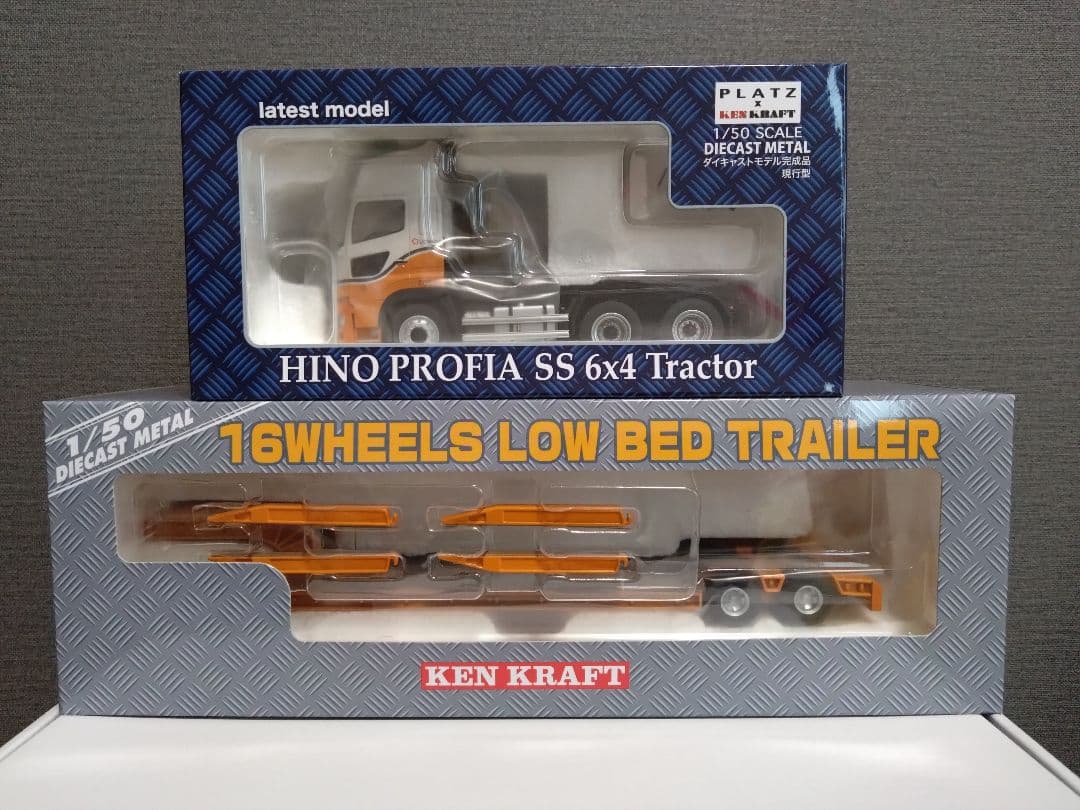 latest model
PLATZ
x
KEN KRAFT
1/50 SCALE
DIECAST METAL
ダイキャストモデル完成品
現行型
HINO PROFIA SS 6x4 Tractor
1/50
DIECAST METAL
16WHEELS LOW BED TRAILER
KEN KRAFT